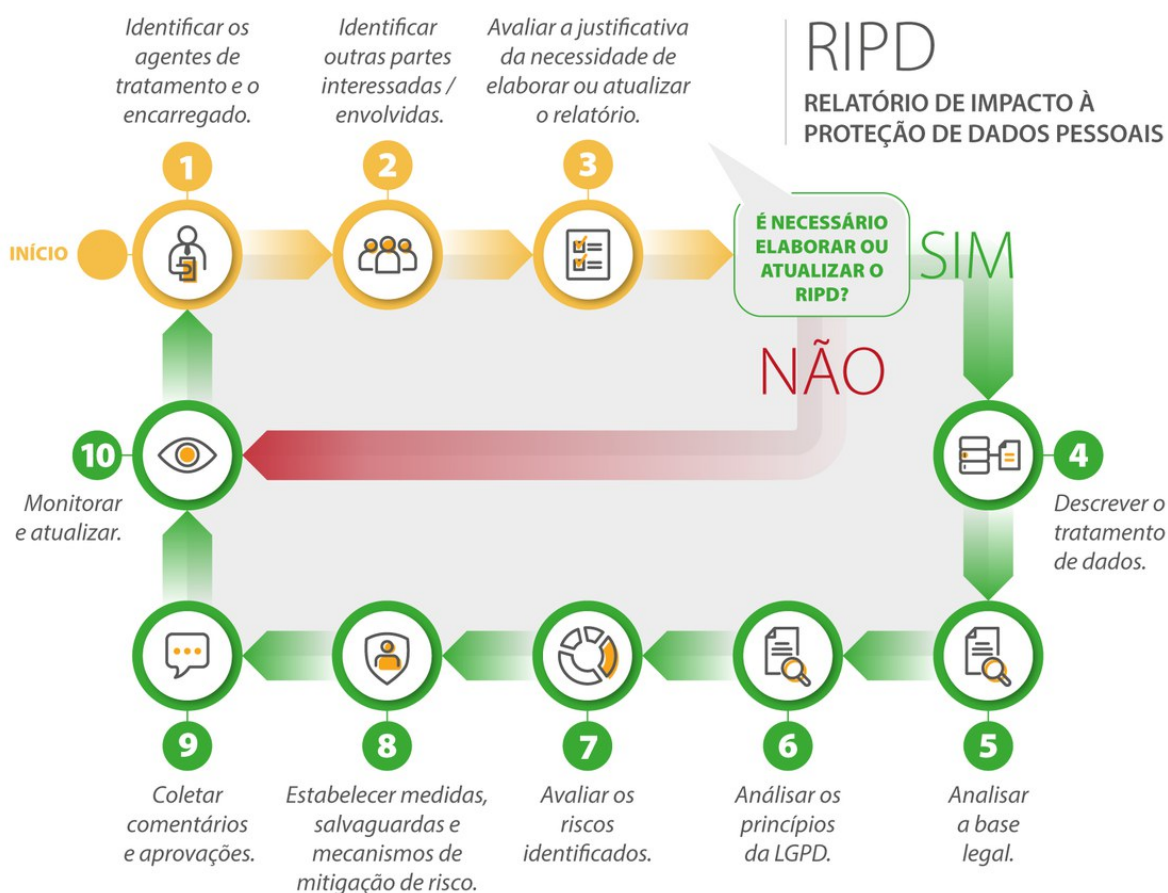 Identificar os
agentes de
tratamento e o
encarregado.
Identificar
outras partes
interessadas /
envolvidas.
Avaliar a justificativa
da necessidade de
elaborar ou atualizar
o relatório.
RIPD
RELATÓRIO DE IMPACTO À
PROTEÇÃO DE DADOS PESSOAIS
1
2
3
INÍCIO
É NECESSÁRIO
ELABORAR OU
ATUALIZAR O
RIPD?
SIM
NÃO
10
Monitorar
e atualizar.
4
Descrever o
tratamento
de dados.
9
Coletar
comentários
e aprovações.
8
Estabelecer medidas,
salvaguardas e
mecanismos de
mitigação de risco.
7
Avaliar os
riscos
identificados.
6
Análisar os
princípios
da LGPD.
5
Analisar
a base
legal.